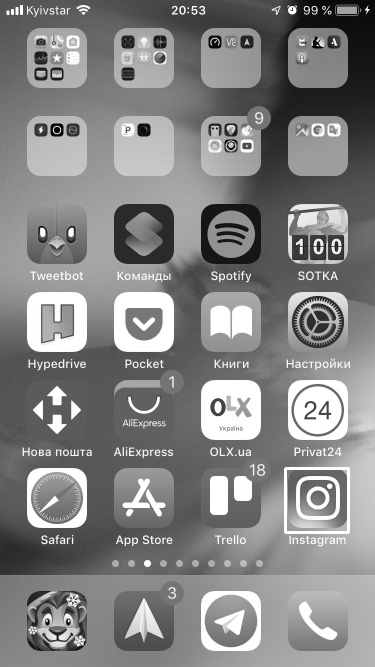 Kyivstar 20:53 99 %
9
100
Tweetbot Команды Spotify SOTKA
Hypedrive Pocket Книги Настройки
1
AliExpress OLX 24
Україна
Нова пошта AliExpress OLX.ua Privat24
18
Safari App Store Trello Instagram
3